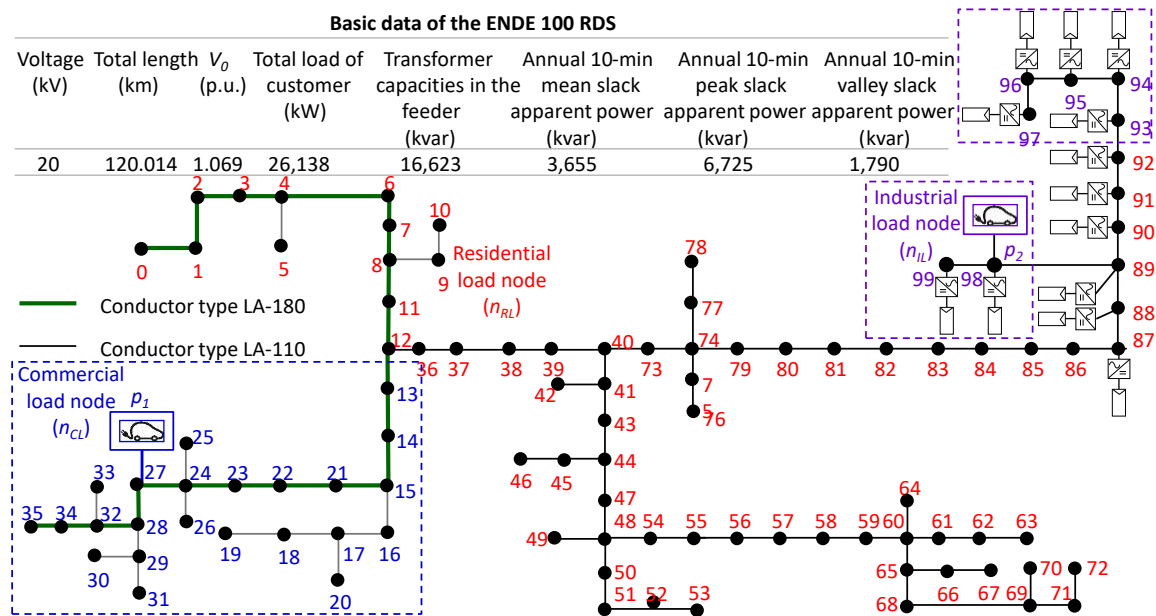 Basic data of the ENDE 100 RDS
Voltage (kV)
Total length (km)
V0 (p.u.)
Total load of customer (kW)
Transformer capacities in the feeder (kvar)
Annual 10-min mean slack apparent power (kvar)
Annual 10-min peak slack apparent power (kvar)
Annual 10-min valley slack apparent power (kvar)
20 120.014 1.069 26,138 16,623 3,655 6,725 1,790
96 95 94
97 93
92
91
90
89
88
87
Industrial
load node
(nIL)
p2
99 98
2 3 4 6
0 1 5
7 10
8 9
Residential
load node
(nRL)
11
12
Conductor type LA-180
Conductor type LA-110
78
77
36 37 38 39 40 73 74 79 80 81 82 83 84 85 86
42 41
7
5
76
43
46 45 44
47
48 54 55 56 57 58 59 60 61 62 63
64
49
50
51 52 53
65 66 67
68 69 71
70 72
Commercial
load node
(nCL)
p1
13
14
25
33 27 24 23 22 21 15
35 34 32 28 26
19 18 17 16
30 29
31 20